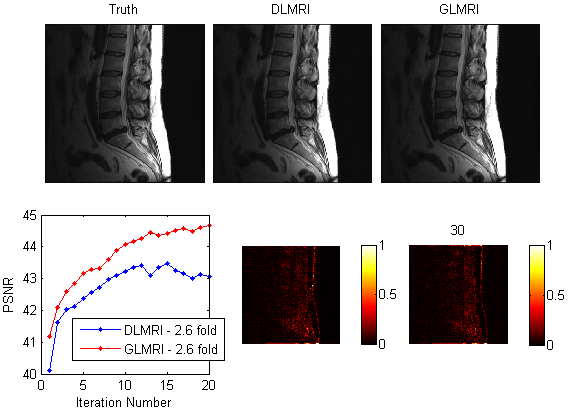 Truth
DLMRI
GLMRI
45
44
43
42
41
40
PSNR
0
5
10
15
20
Iteration Number
DLMRI - 2.6 fold
GLMRI - 2.6 fold
1
0.5
0
30
1
0.5
0